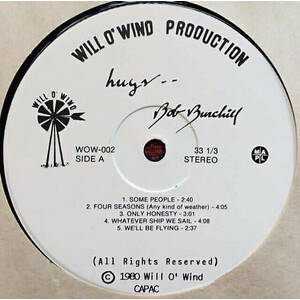 WILL O' WIND PRODUCTION
hugs--
WILL O' WIND
Bob Burchill
WOW-002
SIDE A
33 1/3
STEREO
MAPL
1. SOME PEOPLE - 2:40
2. FOUR SEASONS (Any kind of weather) - 4:05
3. ONLY HONESTY - 3:01
4. WHATEVER SHIP WE SAIL - 4:08
5. WE'LL BE FLYING - 2:37
(All Rights Reserved)
© 1980 Will O' Wind
CAPAC